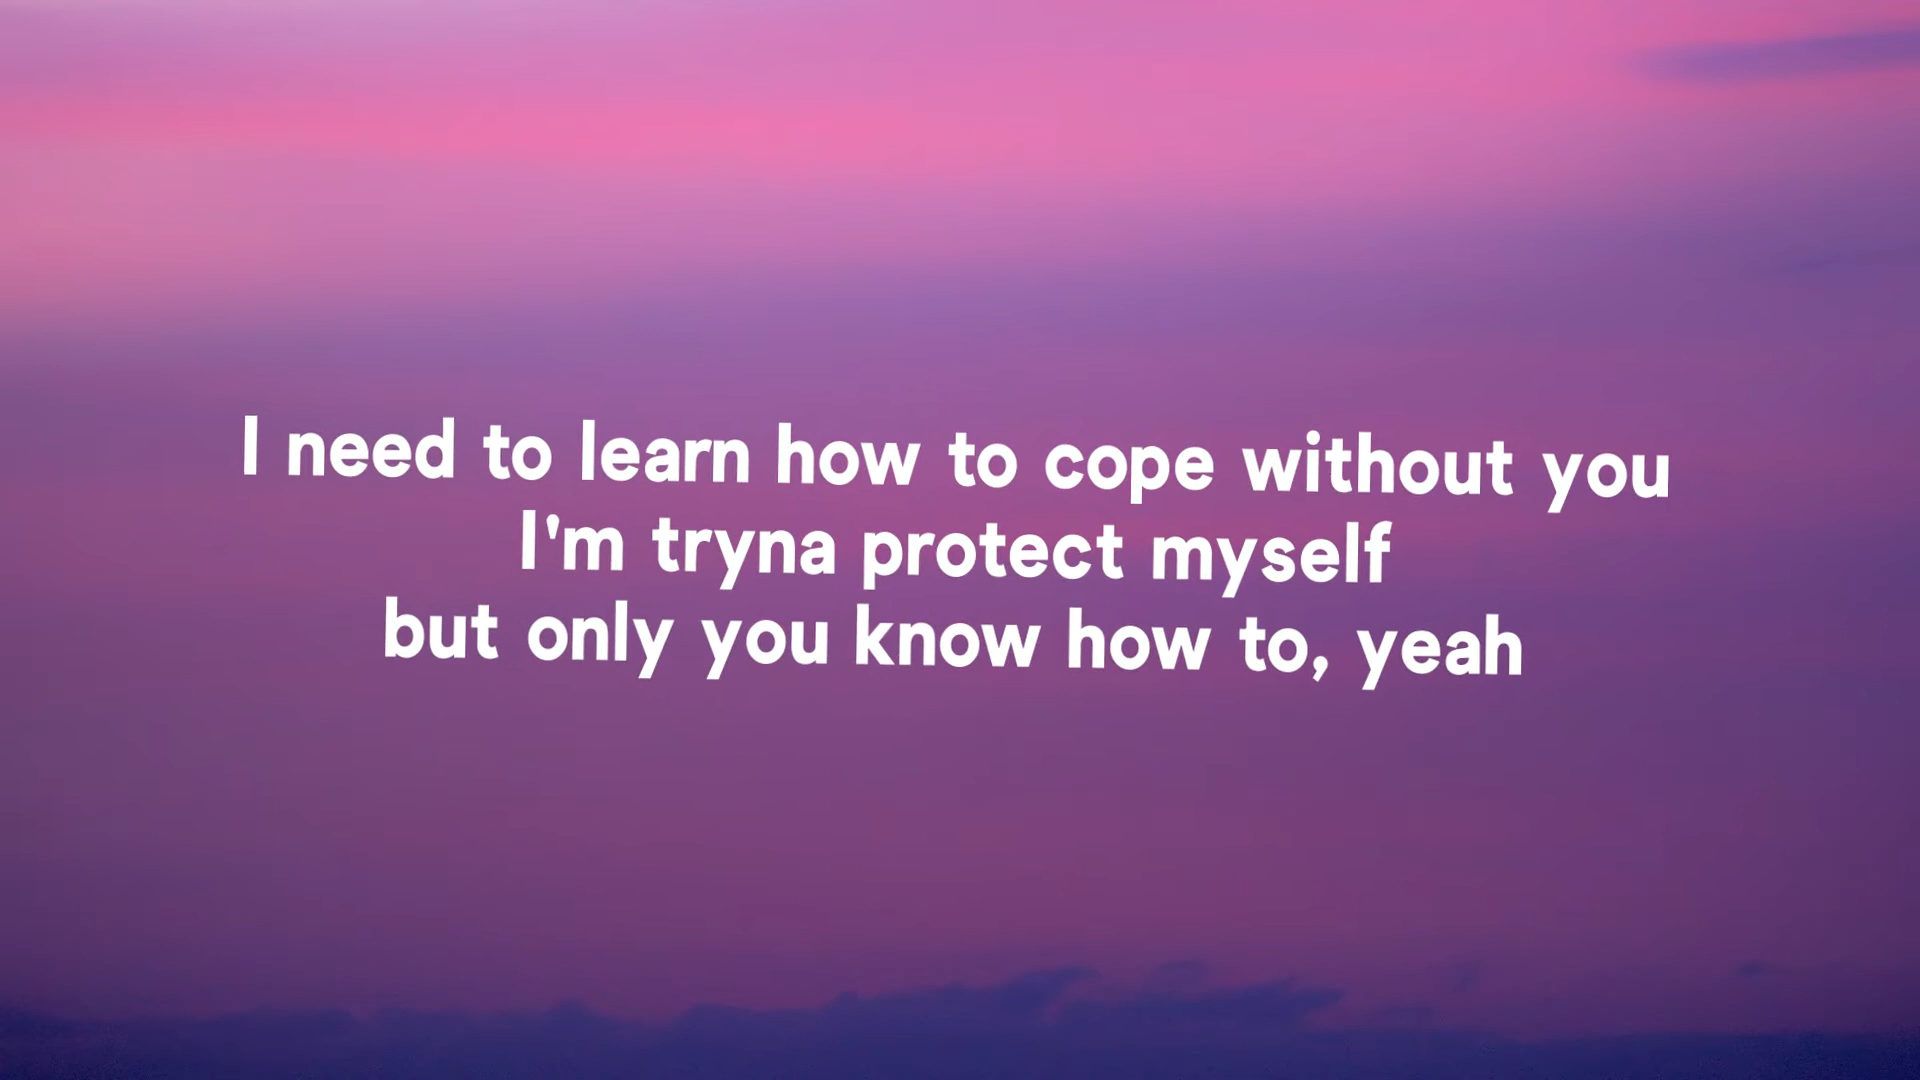 I need to learn how to cope without you
I'm tryna protect myself
but only you know how to, yeah